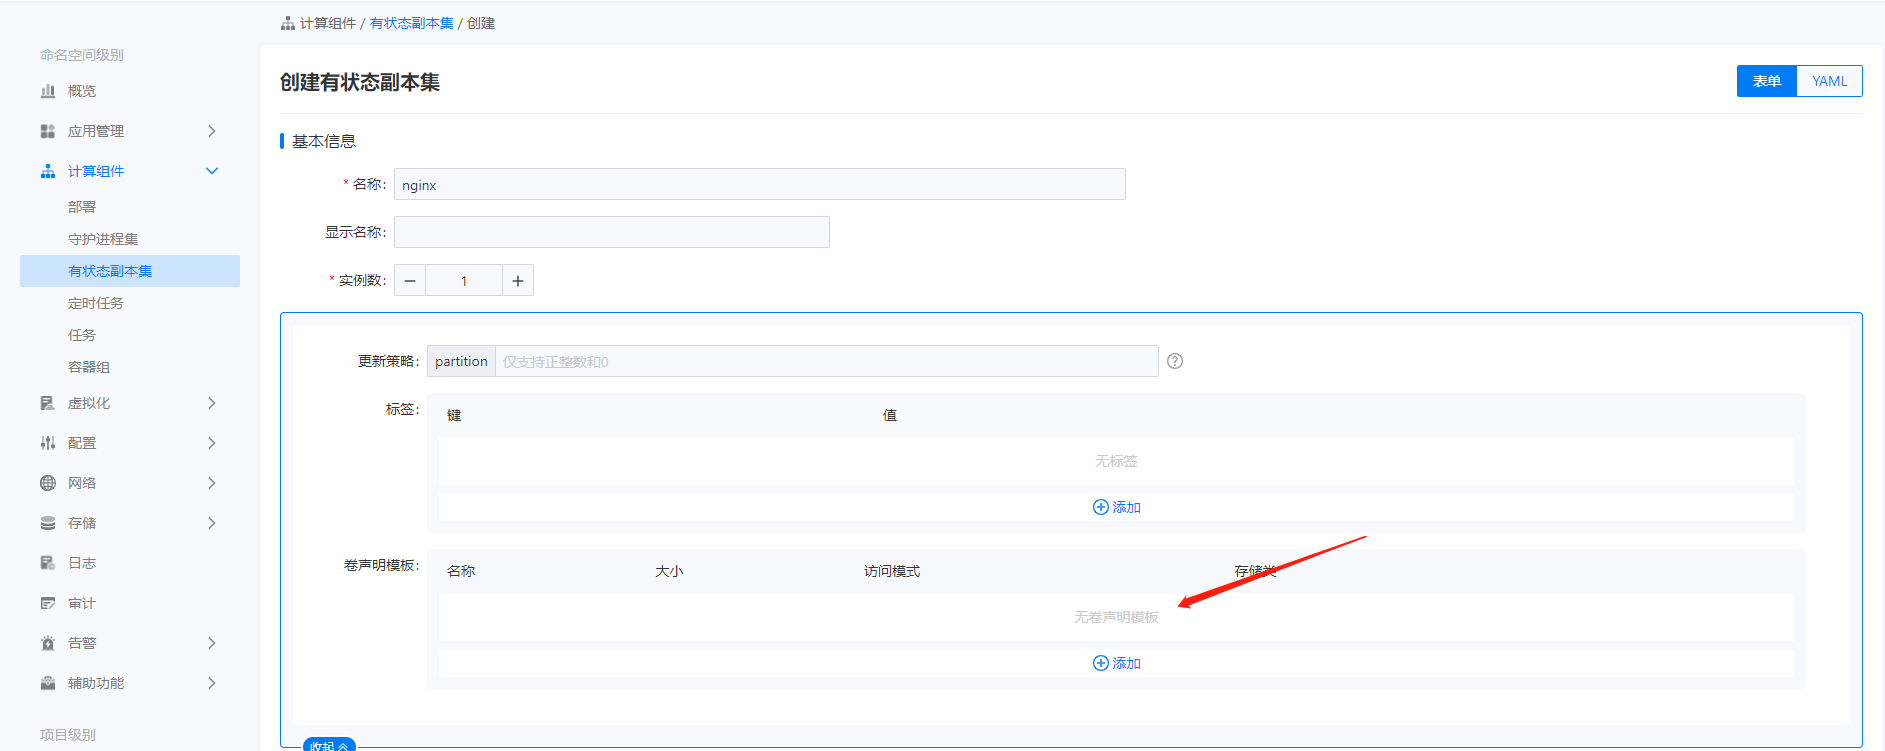 计算组件 / 有状态副本集 / 创建
命名空间级别
概览
应用管理
计算组件
部署
守护进程集
有状态副本集
定时任务
任务
容器组
虚拟化
配置
网络
存储
日志
审计
告警
辅助功能
项目级别
创建有状态副本集
表单 YAML
基本信息
* 名称: nginx
显示名称:
* 实例数: − 1 +
更新策略: partition 仅支持正整数和0 ?
标签: 键 值
无标签
添加
卷声明模板: 名称 大小 访问模式 存储类
无卷声明模板
添加
收起